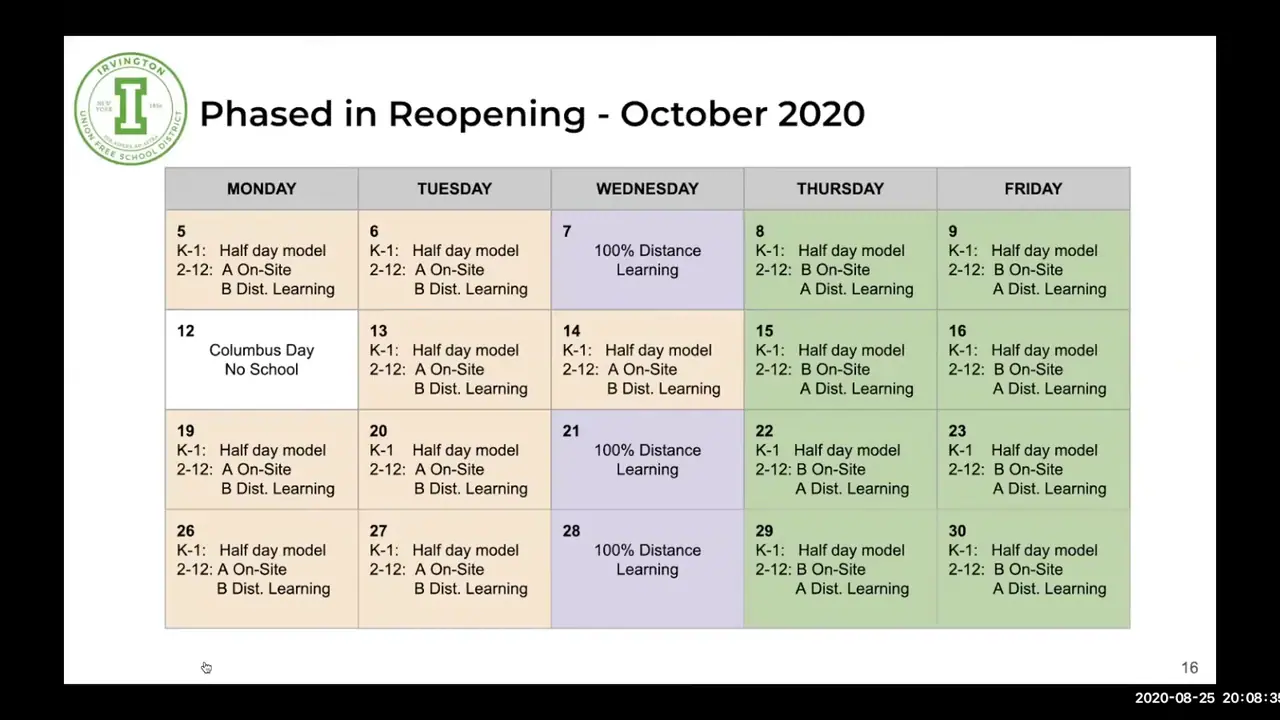 IRVINGTON
NEW YORK
1856
UNION FREE SCHOOL DISTRICT
Phased in Reopening - October 2020
MONDAY TUESDAY WEDNESDAY THURSDAY FRIDAY
5
K-1: Half day model
2-12: A On-Site
B Dist. Learning
6
K-1: Half day model
2-12: A On-Site
B Dist. Learning
7
100% Distance
Learning
8
K-1: Half day model
2-12: B On-Site
A Dist. Learning
9
K-1: Half day model
2-12: B On-Site
A Dist. Learning
12
Columbus Day
No School
13
K-1: Half day model
2-12: A On-Site
B Dist. Learning
14
K-1: Half day model
2-12: A On-Site
B Dist. Learning
15
K-1: Half day model
2-12: B On-Site
A Dist. Learning
16
K-1: Half day model
2-12: B On-Site
A Dist. Learning
19
K-1: Half day model
2-12: A On-Site
B Dist. Learning
20
K-1 Half day model
2-12: A On-Site
B Dist. Learning
21
100% Distance
Learning
22
K-1 Half day model
2-12: B On-Site
A Dist. Learning
23
K-1 Half day model
2-12: B On-Site
A Dist. Learning
26
K-1: Half day model
2-12: A On-Site
B Dist. Learning
27
K-1: Half day model
2-12: A On-Site
B Dist. Learning
28
100% Distance
Learning
29
K-1: Half day model
2-12: B On-Site
A Dist. Learning
30
K-1: Half day model
2-12: B On-Site
A Dist. Learning
16
2020-08-25 20:08:35